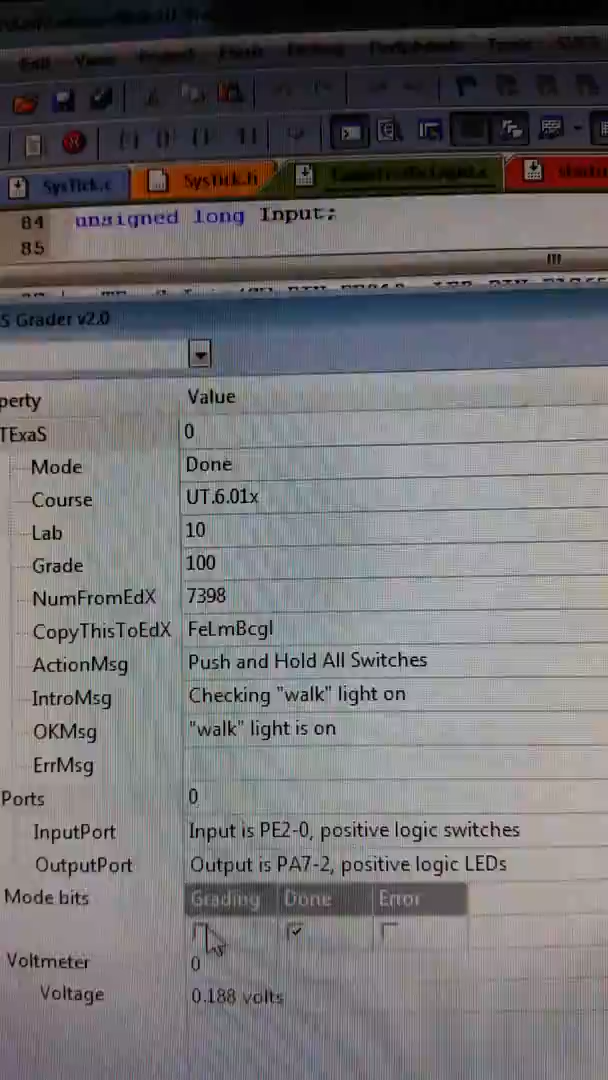 SysTick.c SysTick.h
84 unsigned long Input;
85
S Grader v2.0
perty Value
TExaS 0
Mode Done
Course UT.6.01x
Lab 10
Grade 100
NumFromEdX 7398
CopyThisToEdX FeLmBcgI
ActionMsg Push and Hold All Switches
IntroMsg Checking "walk" light on
OKMsg "walk" light is on
ErrMsg
Ports 0
InputPort Input is PE2-0, positive logic switches
OutputPort Output is PA7-2, positive logic LEDs
Mode bits Grading Done Error
Voltmeter 0
Voltage 0.188 volts